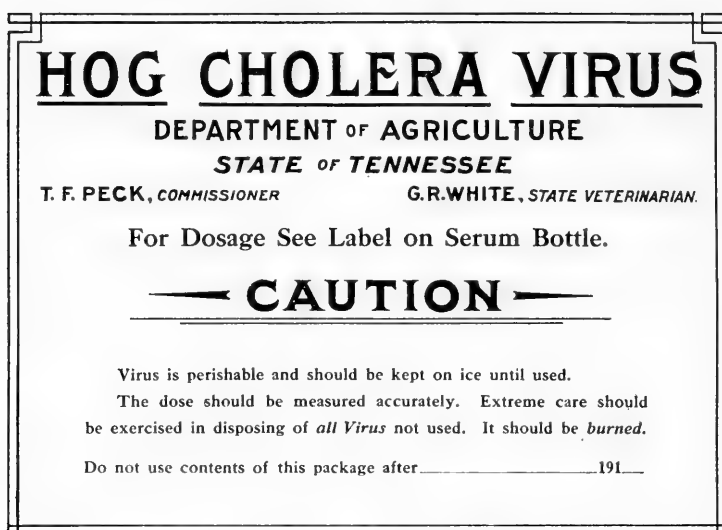 HOG CHOLERA VIRUS
DEPARTMENT OF AGRICULTURE
STATE OF TENNESSEE
T. F. PECK, COMMISSIONER G.R.WHITE, STATE VETERINARIAN.
For Dosage See Label on Serum Bottle.
CAUTION
Virus is perishable and should be kept on ice until used.
The dose should be measured accurately. Extreme care should
be exercised in disposing of all Virus not used. It should be burned.
Do not use contents of this package after____________191___